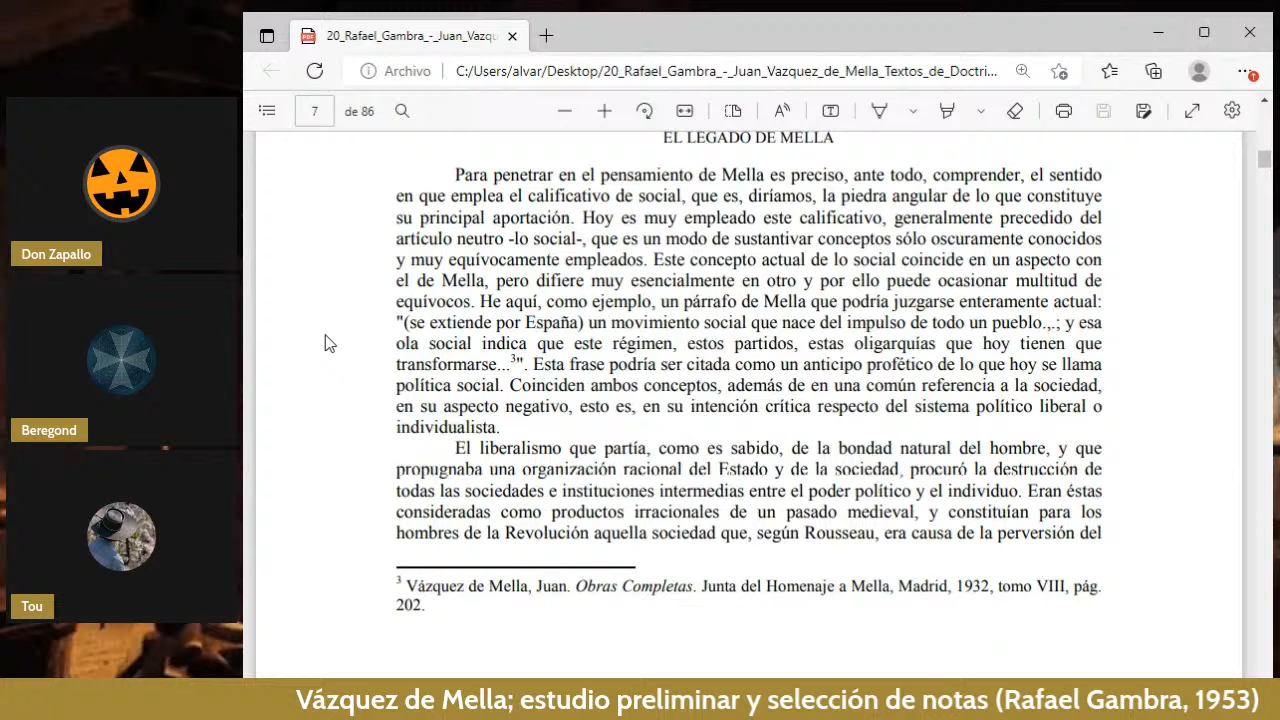 20_Rafael_Gambra_-_Juan_Vazqu
Archivo
C:/Users/alvar/Desktop/20_Rafael_Gambra_-_Juan_Vazquez_de_Mella_Textos_de_Doctri...
7 de 86
EL LEGADO DE MELLA
Para penetrar en el pensamiento de Mella es preciso, ante todo, comprender, el sentido
en que emplea el calificativo de social, que es, diríamos, la piedra angular de lo que constituye
su principal aportación. Hoy es muy empleado este calificativo, generalmente precedido del
artículo neutro -lo social-, que es un modo de sustantivar conceptos sólo oscuramente conocidos
y muy equívocamente empleados. Este concepto actual de lo social coincide en un aspecto con
el de Mella, pero difiere muy esencialmente en otro y por ello puede ocasionar multitud de
equívocos. He aquí, como ejemplo, un párrafo de Mella que podría juzgarse enteramente actual:
"(se extiende por España) un movimiento social que nace del impulso de todo un pueblo.,.; y esa
ola social indica que este régimen, estos partidos, estas oligarquías que hoy tienen que
transformarse...3". Esta frase podría ser citada como un anticipo profético de lo que hoy se llama
política social. Coinciden ambos conceptos, además de en una común referencia a la sociedad,
en su aspecto negativo, esto es, en su intención crítica respecto del sistema político liberal o
individualista.
El liberalismo que partía, como es sabido, de la bondad natural del hombre, y que
propugnaba una organización racional del Estado y de la sociedad, procuró la destrucción de
todas las sociedades e instituciones intermedias entre el poder político y el individuo. Eran éstas
consideradas como productos irracionales de un pasado medieval, y constituían para los
hombres de la Revolución aquella sociedad que, según Rousseau, era causa de la perversión del
3 Vázquez de Mella, Juan. Obras Completas. Junta del Homenaje a Mella, Madrid, 1932, tomo VIII, pág.
202.
Don Zapallo
Beregond
Tou
Vázquez de Mella; estudio preliminar y selección de notas (Rafael Gambra, 1953)